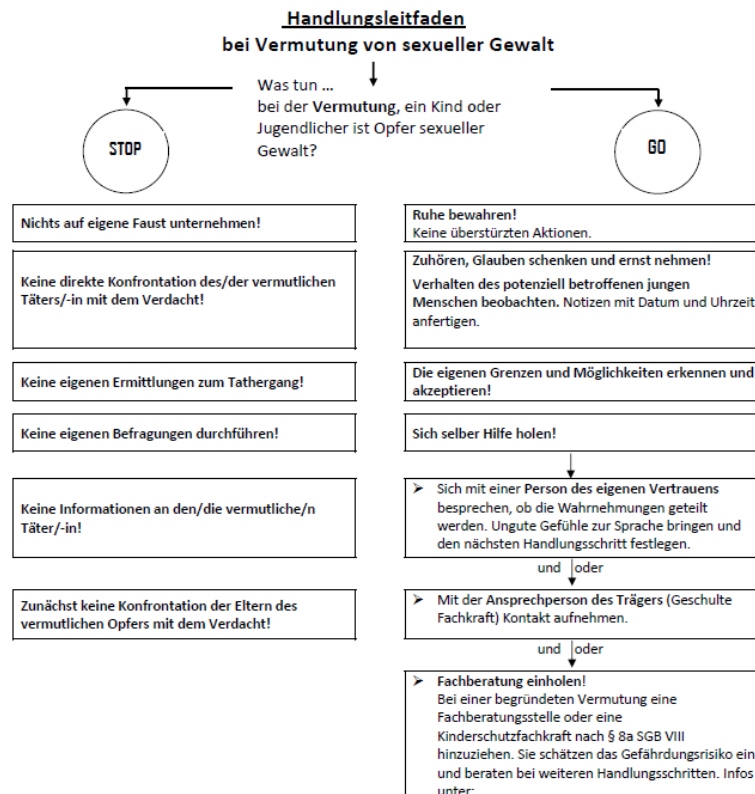 Handlungsleitfaden
bei Vermutung von sexueller Gewalt
Was tun ...
bei der Vermutung, ein Kind oder
Jugendlicher ist Opfer sexueller
Gewalt?
STOP
GO
Nichts auf eigene Faust unternehmen!
Ruhe bewahren!
Keine überstürzten Aktionen.
Keine direkte Konfrontation des/der vermutlichen
Täters/-in mit dem Verdacht!
Zuhören, Glauben schenken und ernst nehmen!
Verhalten des potenziell betroffenen jungen
Menschen beobachten. Notizen mit Datum und Uhrzeit
anfertigen.
Keine eigenen Ermittlungen zum Tathergang!
Die eigenen Grenzen und Möglichkeiten erkennen und
akzeptieren!
Keine eigenen Befragungen durchführen!
Sich selber Hilfe holen!
Keine Informationen an den/die vermutliche/n
Täter/-in!
➢ Sich mit einer Person des eigenen Vertrauens
besprechen, ob die Wahrnehmungen geteilt
werden. Ungute Gefühle zur Sprache bringen und
den nächsten Handlungsschritt festlegen.
und oder
Zunächst keine Konfrontation der Eltern des
vermutlichen Opfers mit dem Verdacht!
➢ Mit der Ansprechperson des Trägers (Geschulte
Fachkraft) Kontakt aufnehmen.
und oder
➢ Fachberatung einholen!
Bei einer begründeten Vermutung eine
Fachberatungsstelle oder eine
Kinderschutzfachkraft nach § 8a SGB VIII
hinzuziehen. Sie schätzen das Gefährdungsrisiko ein
und beraten bei weiteren Handlungsschritten. Infos
unter: